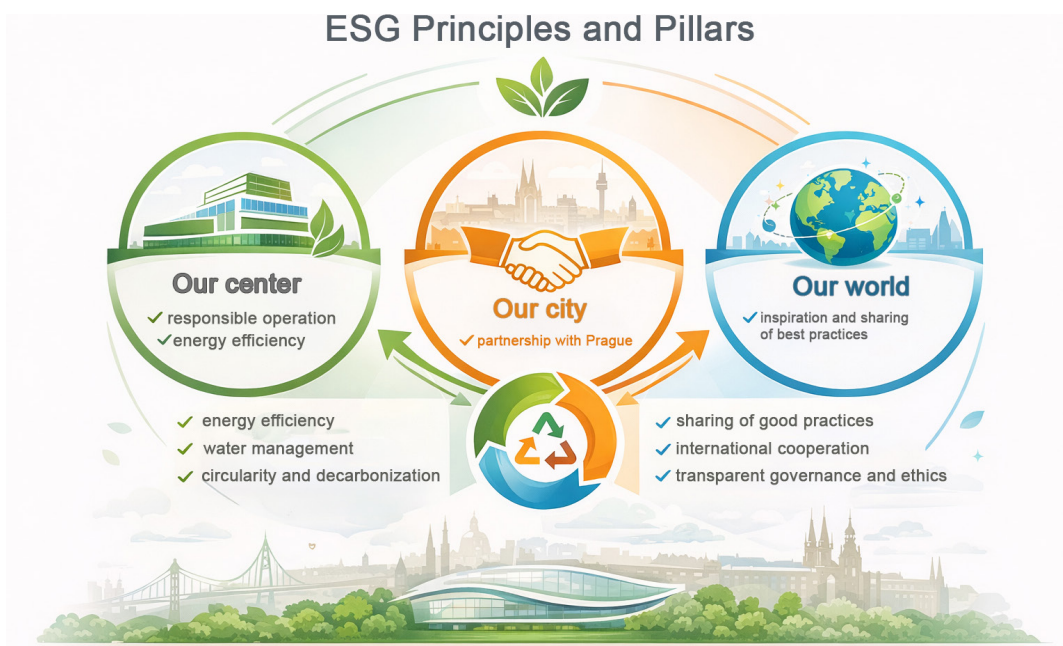 ESG Principles and Pillars
Our center
responsible operation
energy efficiency
Our city
partnership with Prague
Our world
inspiration and sharing
of best practices
energy efficiency
water management
circularity and decarbonization
sharing of good practices
international cooperation
transparent governance and ethics